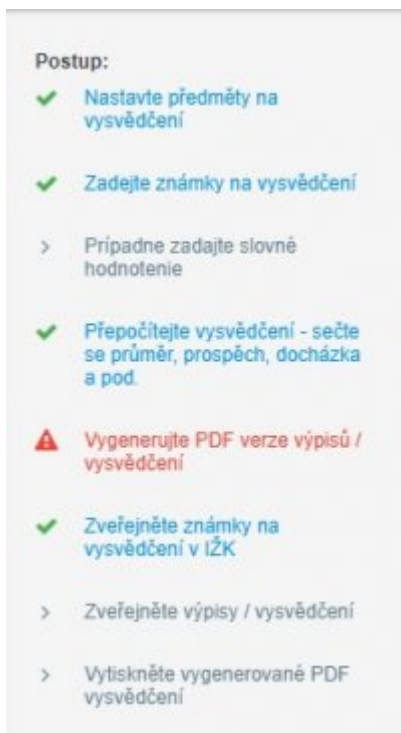 Postup:
Nastavte předměty na
vysvědčení
Zadejte známky na vysvědčení
Prípadne zadajte slovné
hodnotenie
Přepočítejte vysvědčení - sečte
se průměr, prospěch, docházka
a pod.
Vygenerujte PDF verze výpisů /
vysvědčení
Zveřejněte známky na
vysvědčení v IŽK
Zveřejněte výpisy / vysvědčení
Vytiskněte vygenerované PDF
vysvědčení